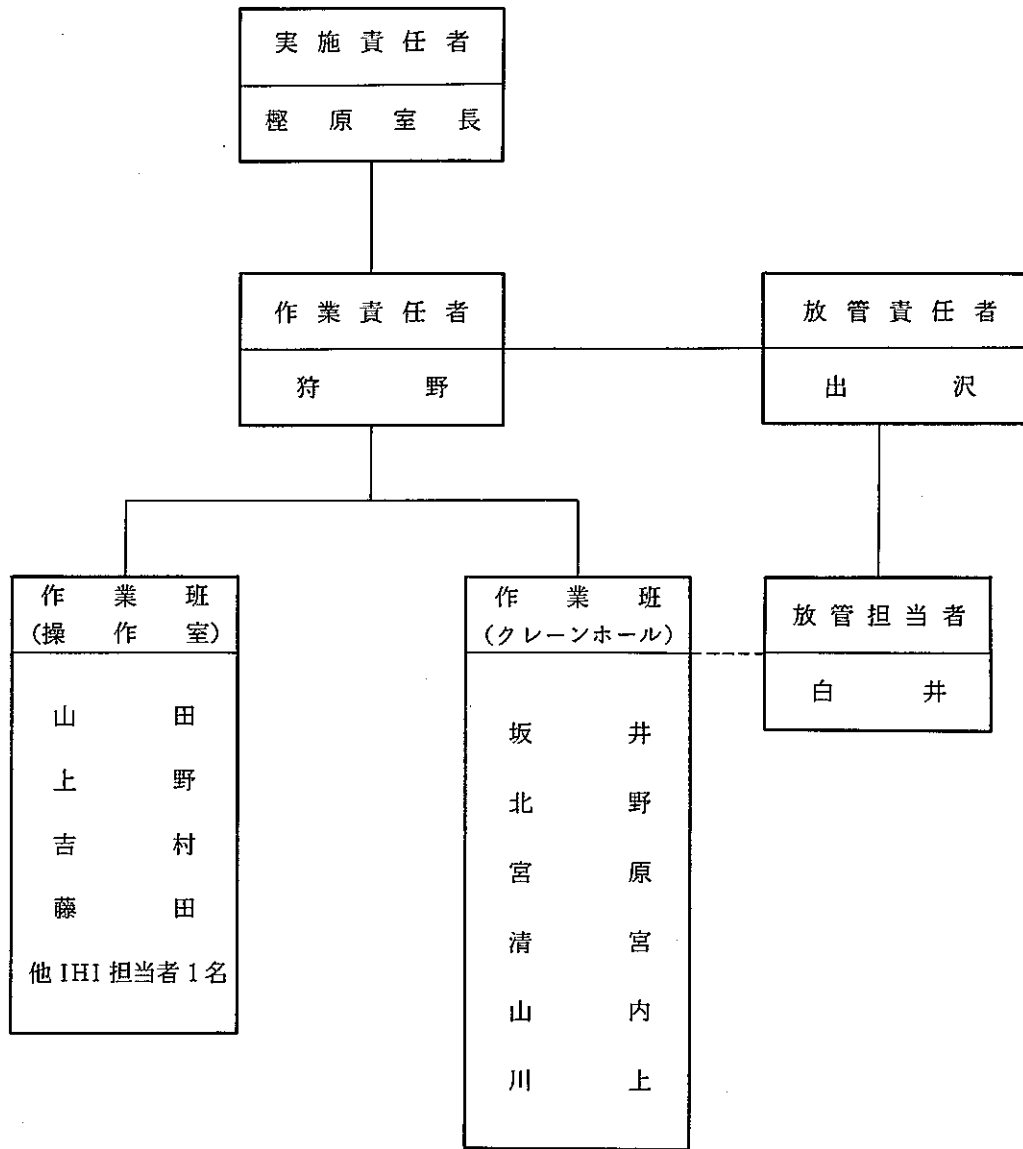 実施責任者
樫原室長
作業責任者
狩野
放管責任者
出沢
作業班
(操作室)
山田
上野
吉村
藤田
他IHI担当者1名
作業班
(クレーンホール)
坂井
北野
宮原
清宮
山内
川上
放管担当者
白井